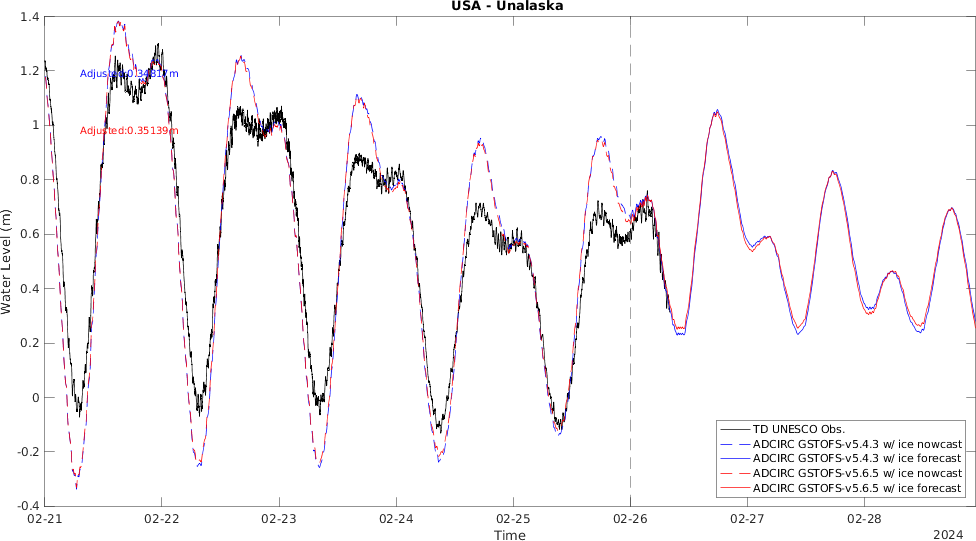 USA - Unalaska
1.4
1.2
1
0.8
0.6
0.4
0.2
0
-0.2
-0.4
Water Level (m)
Adjusted:0.34817m
Adjusted:0.35139m
TD UNESCO Obs.
ADCIRC GSTOFS-v5.4.3 w/ ice nowcast
ADCIRC GSTOFS-v5.4.3 w/ ice forecast
ADCIRC GSTOFS-v5.6.5 w/ ice nowcast
ADCIRC GSTOFS-v5.6.5 w/ ice forecast
02-21 02-22 02-23 02-24 02-25 02-26 02-27 02-28
Time
2024